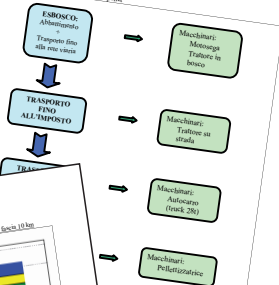 ESBOSCO:
Abbattimento
+
Trasporto fino
alla rete viaria
Macchinari:
Motosega
Trattore in
bosco
TRASPORTO
FINO
ALL'IMPOSTO
Macchinari:
Trattore su
strada
Macchinari:
Autocarro
(truck 28t)
fascia 10 km
Macchinari:
Pellettizzatrice